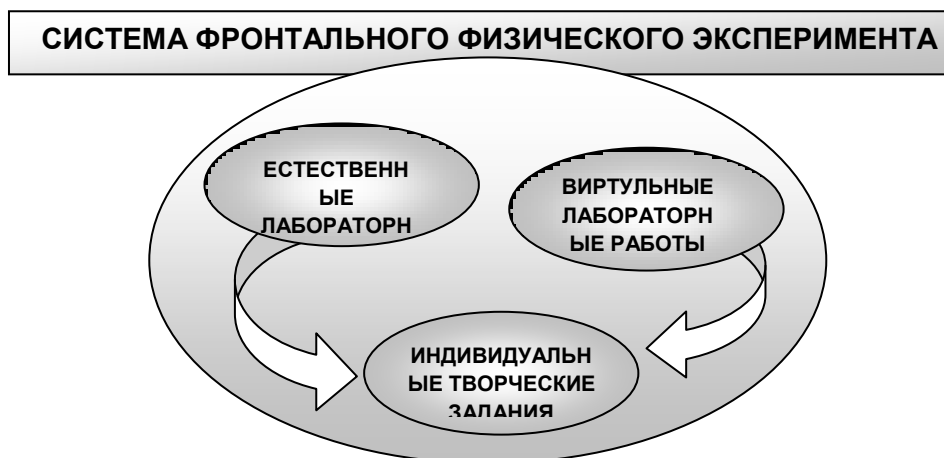 СИСТЕМА ФРОНТАЛЬНОГО ФИЗИЧЕСКОГО ЭКСПЕРИМЕНТА
ЕСТЕСТВЕНН
ЫЕ
ЛАБОРАТОРН
ВИРТУЛЬНЫЕ
ЛАБОРАТОРН
ЫЕ РАБОТЫ
ИНДИВИДУАЛЬН
ЫЕ ТВОРЧЕСКИЕ
ЗАДАНИЯ